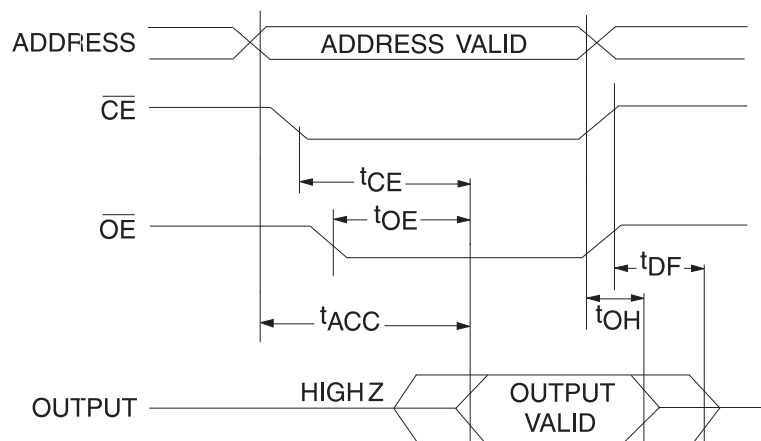 ADDRESS
ADDRESS VALID
CE
tCE
tOE
OE
tDF
tACC
tOH
HIGH Z
OUTPUT
OUTPUT
VALID